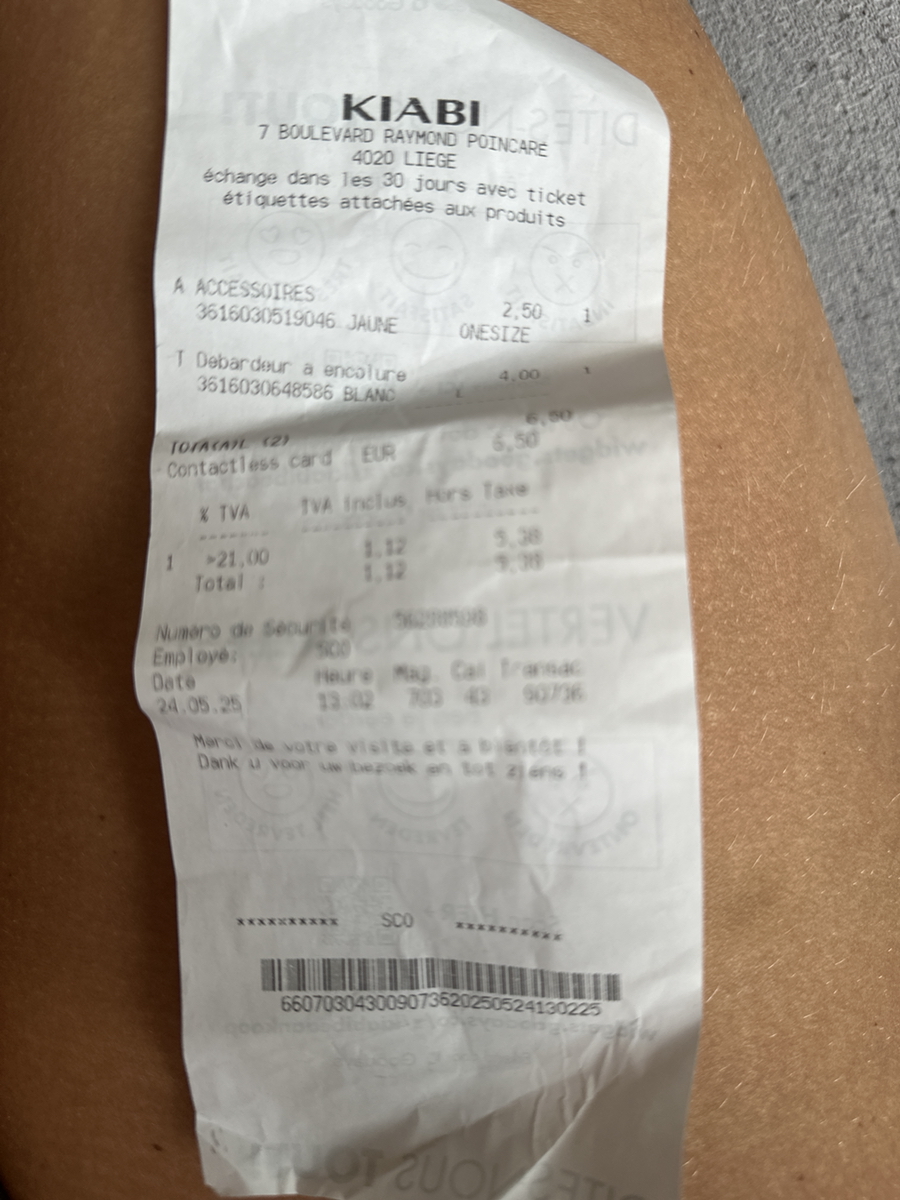 KIABI
7 BOULEVARD RAYMOND POINCARE
4020 LIEGE
échange dans les 30 jours avec ticket
étiquettes attachées aux produits
A ACCESSOIRES 2,50 1
3616030519046 JAUNE ONESIZE
T Debardeur a encolure 4,00 1
3616030648586 BLANC
(2) 6,50
Contactless card EUR 6,50
% TVA TVA inclus Hors Taxe
1 >21,00 1,12 5,38
Total : 1,12 5,38
Numéro de Sécurité
Employé: SCO
Date Heure Mag. Cai Transac
24.05.25 13:02 703 43 90736
Merci de votre visite et à bientôt !
Dank u voor uw bezoek en tot ziens !
xxxxxxxxxx SCO xxxxxxxxxx
660703043009073620250524130225